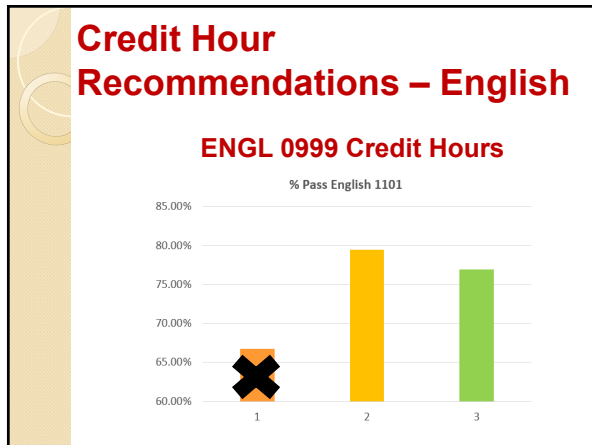 Credit Hour
Recommendations – English
ENGL 0999 Credit Hours
% Pass English 1101
85.00%
80.00%
75.00%
70.00%
65.00%
60.00%
1 2 3